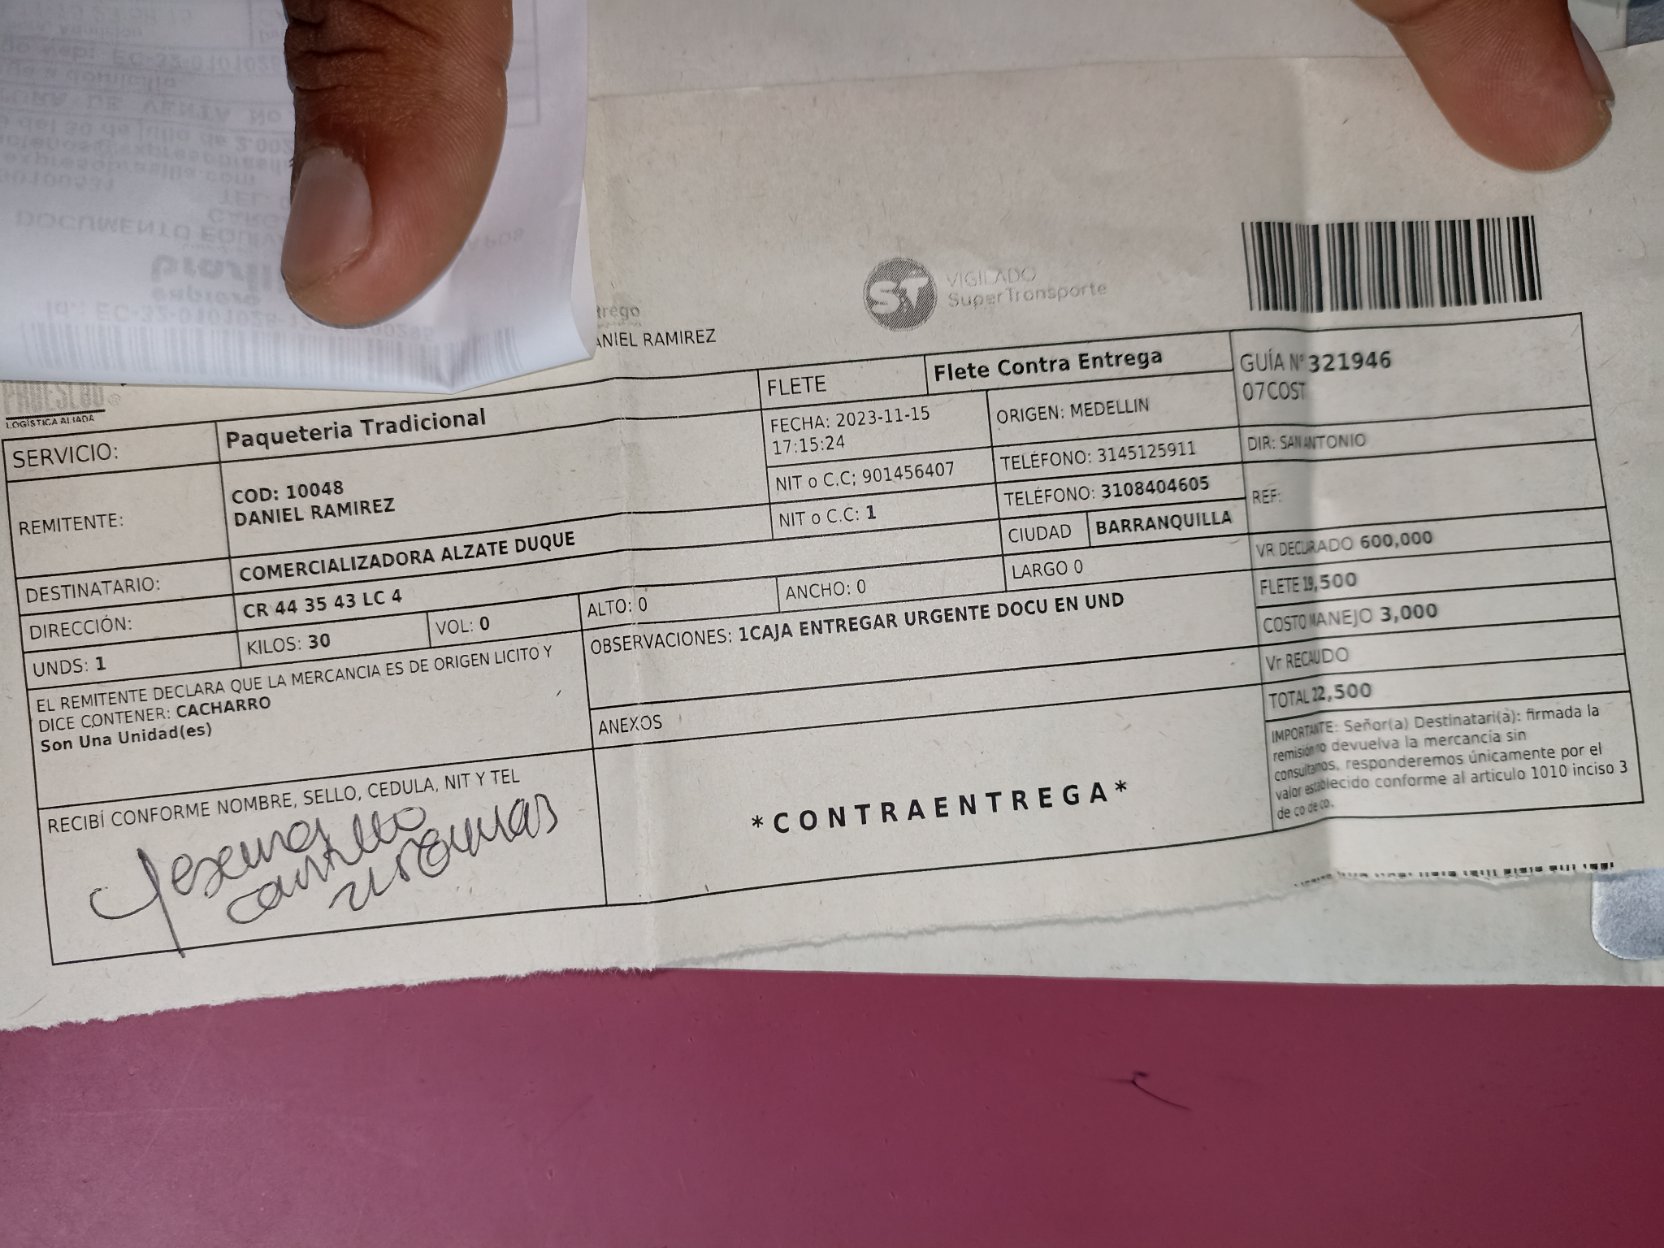 VIGILADO
SuperTransporte
trego
ANIEL RAMIREZ
LOGÍSTICA ALIADA
SERVICIO: Paqueteria Tradicional
FLETE Flete Contra Entrega
GUÍA N° 321946
07COST
REMITENTE: COD: 10048
DANIEL RAMIREZ
FECHA: 2023-11-15
17:15:24
ORIGEN: MEDELLIN
DIR: SAN ANTONIO
NIT o C.C; 901456407
TELÉFONO: 3145125911
DESTINATARIO: COMERCIALIZADORA ALZATE DUQUE
NIT o C.C: 1
TELÉFONO: 3108404605
REF:
DIRECCIÓN: CR 44 35 43 LC 4
CIUDAD BARRANQUILLA
VR DECLARADO 600,000
UNDS: 1 KILOS: 30 VOL: 0 ALTO: 0 ANCHO: 0 LARGO 0
FLETE 19,500
EL REMITENTE DECLARA QUE LA MERCANCIA ES DE ORIGEN LICITO Y
DICE CONTENER: CACHARRO
Son Una Unidad(es)
OBSERVACIONES: 1CAJA ENTREGAR URGENTE DOCU EN UND
COSTO MANEJO 3,000
Vr RECAUDO
TOTAL 22,500
ANEXOS
IMPORTANTE: Señor(a) Destinatari(a): firmada la
remisión no devuelva la mercancía sin
consultarnos, responderemos únicamente por el
valor establecido conforme al articulo 1010 inciso 3
de co de co.
RECIBÍ CONFORME NOMBRE, SELLO, CEDULA, NIT Y TEL
*CONTRAENTREGA*